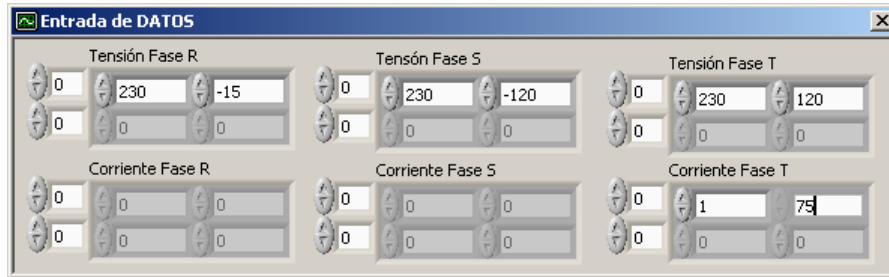 Entrada de DATOS
Tensión Fase R
Tensón Fase S
Tensión Fase T
0 230 -15
0 230 -120
0 230 120
0 0 0
0 0 0
0 0 0
Corriente Fase R
Corriente Fase S
Corriente Fase T
0 0 0
0 0 0
0 1 75
0 0 0
0 0 0
0 0 0